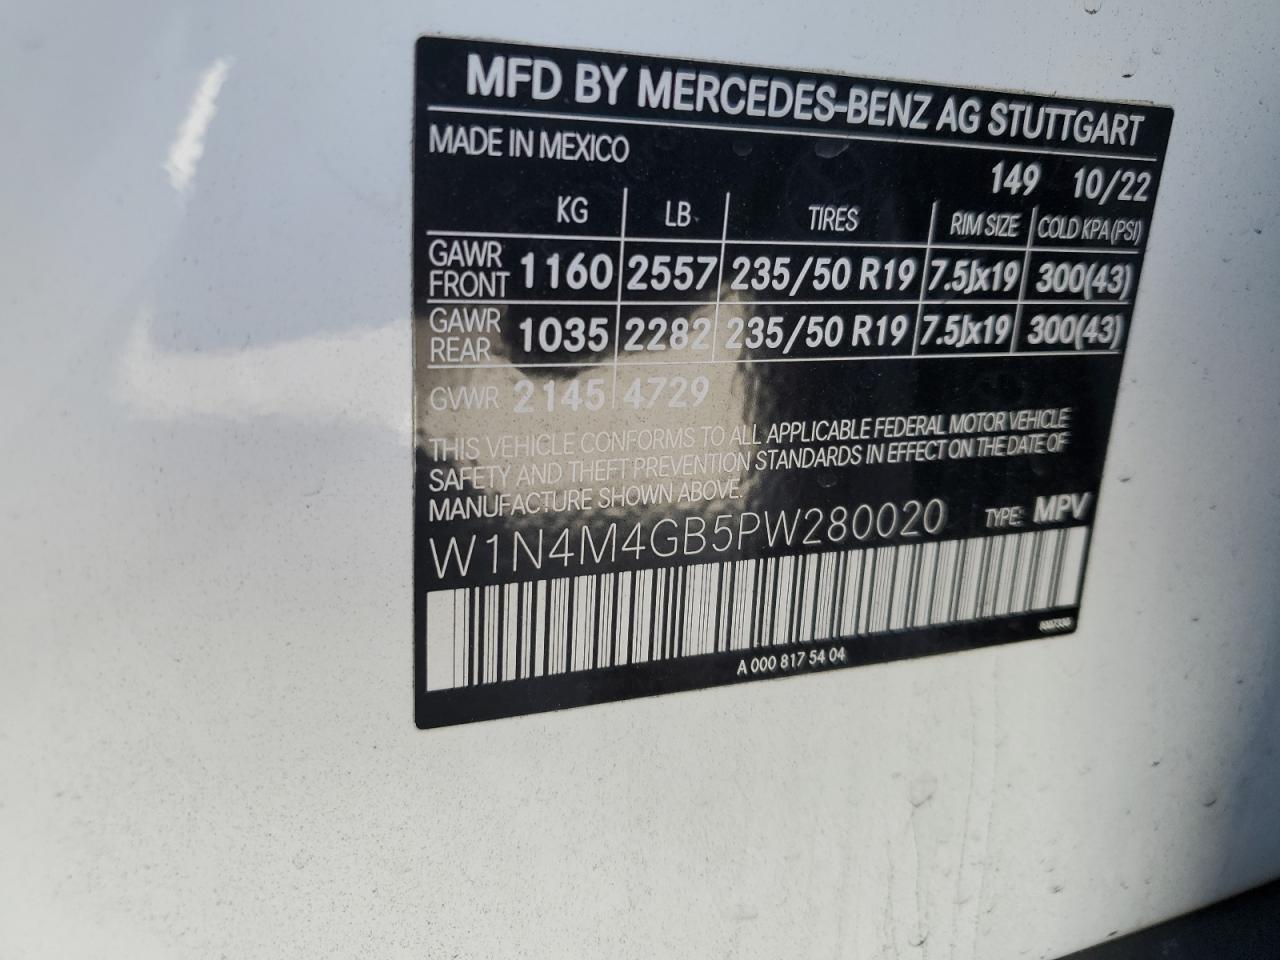 MFD BY MERCEDES-BENZ AG STUTTGART
MADE IN MEXICO
149 10/22
KG LB TIRES RIM SIZE COLD KPA(PSI)
GAWR FRONT 1160 2557 235/50 R19 7.5Jx19 300(43)
GAWR REAR 1035 2282 235/50 R19 7.5Jx19 300(43)
GVWR 2145 4729
THIS VEHICLE CONFORMS TO ALL APPLICABLE FEDERAL MOTOR VEHICLE
SAFETY AND THEFT PREVENTION STANDARDS IN EFFECT ON THE DATE OF
MANUFACTURE SHOWN ABOVE.
W1N4M4GB5PW280020 TYPE: MPV
A 000 817 54 04